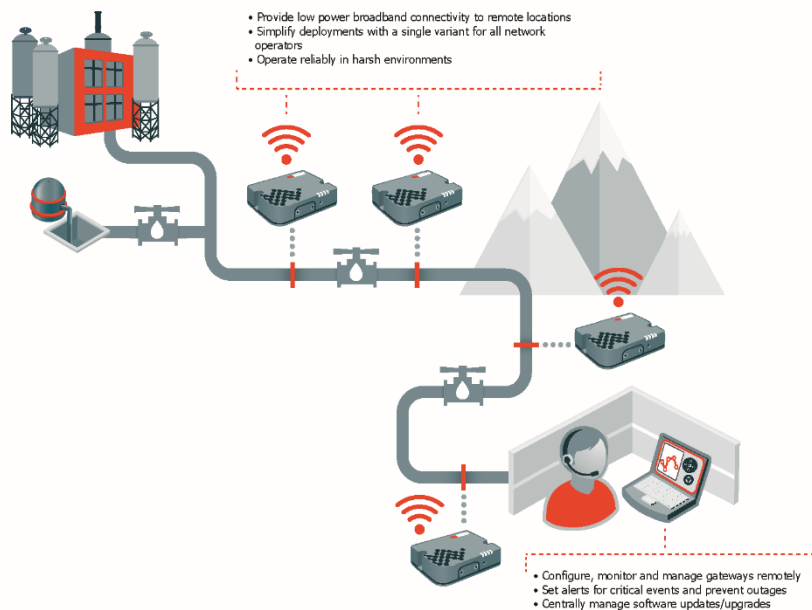 • Provide low power broadband connectivity to remote locations
• Simplify deployments with a single variant for all network
operators
• Operate reliably in harsh environments
• Configure, monitor and manage gateways remotely
• Set alerts for critical events and prevent outages
• Centrally manage software updates/upgrades